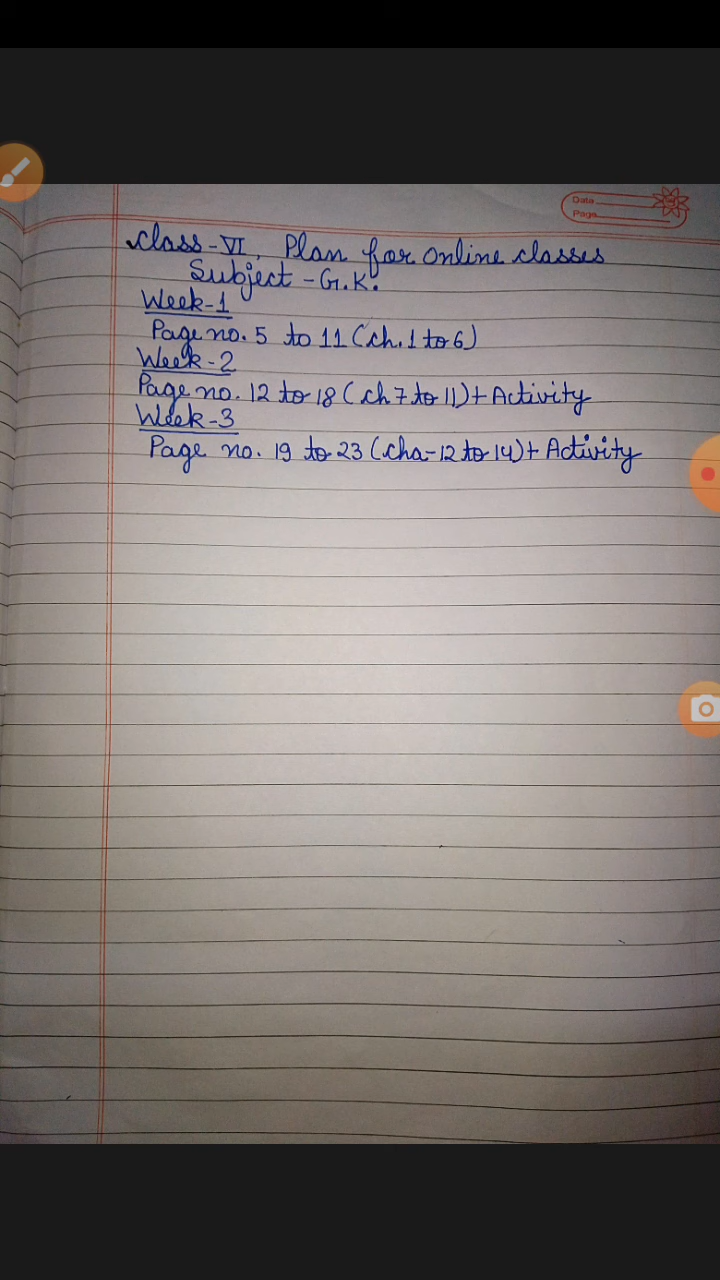 Date
Page
Class-VI, Plan for online classes
Subject - G.K.
Week-1
Page no. 5 to 11 (ch. 1 to 6)
Week-2
Page no. 12 to 18 (ch 7 to 11) + Activity
Week-3
Page no. 19 to 23 (cha-12 to 14) + Activity